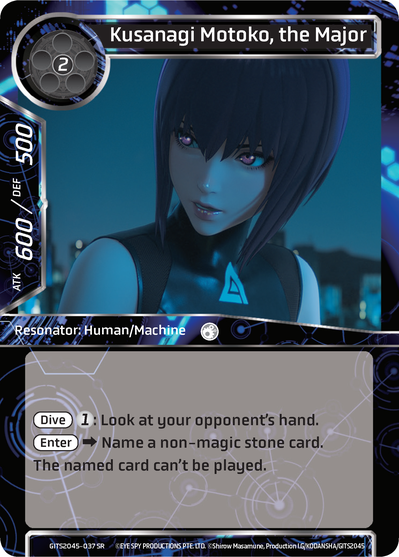 Kusanagi Motoko, the Major
2
ATK 600 / DEF 500
Resonator: Human/Machine
Dive 1: Look at your opponent's hand.
Enter ➡ Name a non-magic stone card.
The named card can't be played.
GITS2045-037 SR ©EYE SPY PRODUCTIONS PTE. LTD. ©Shirow Masamune, Production I.G/KODANSHA/GITS2045